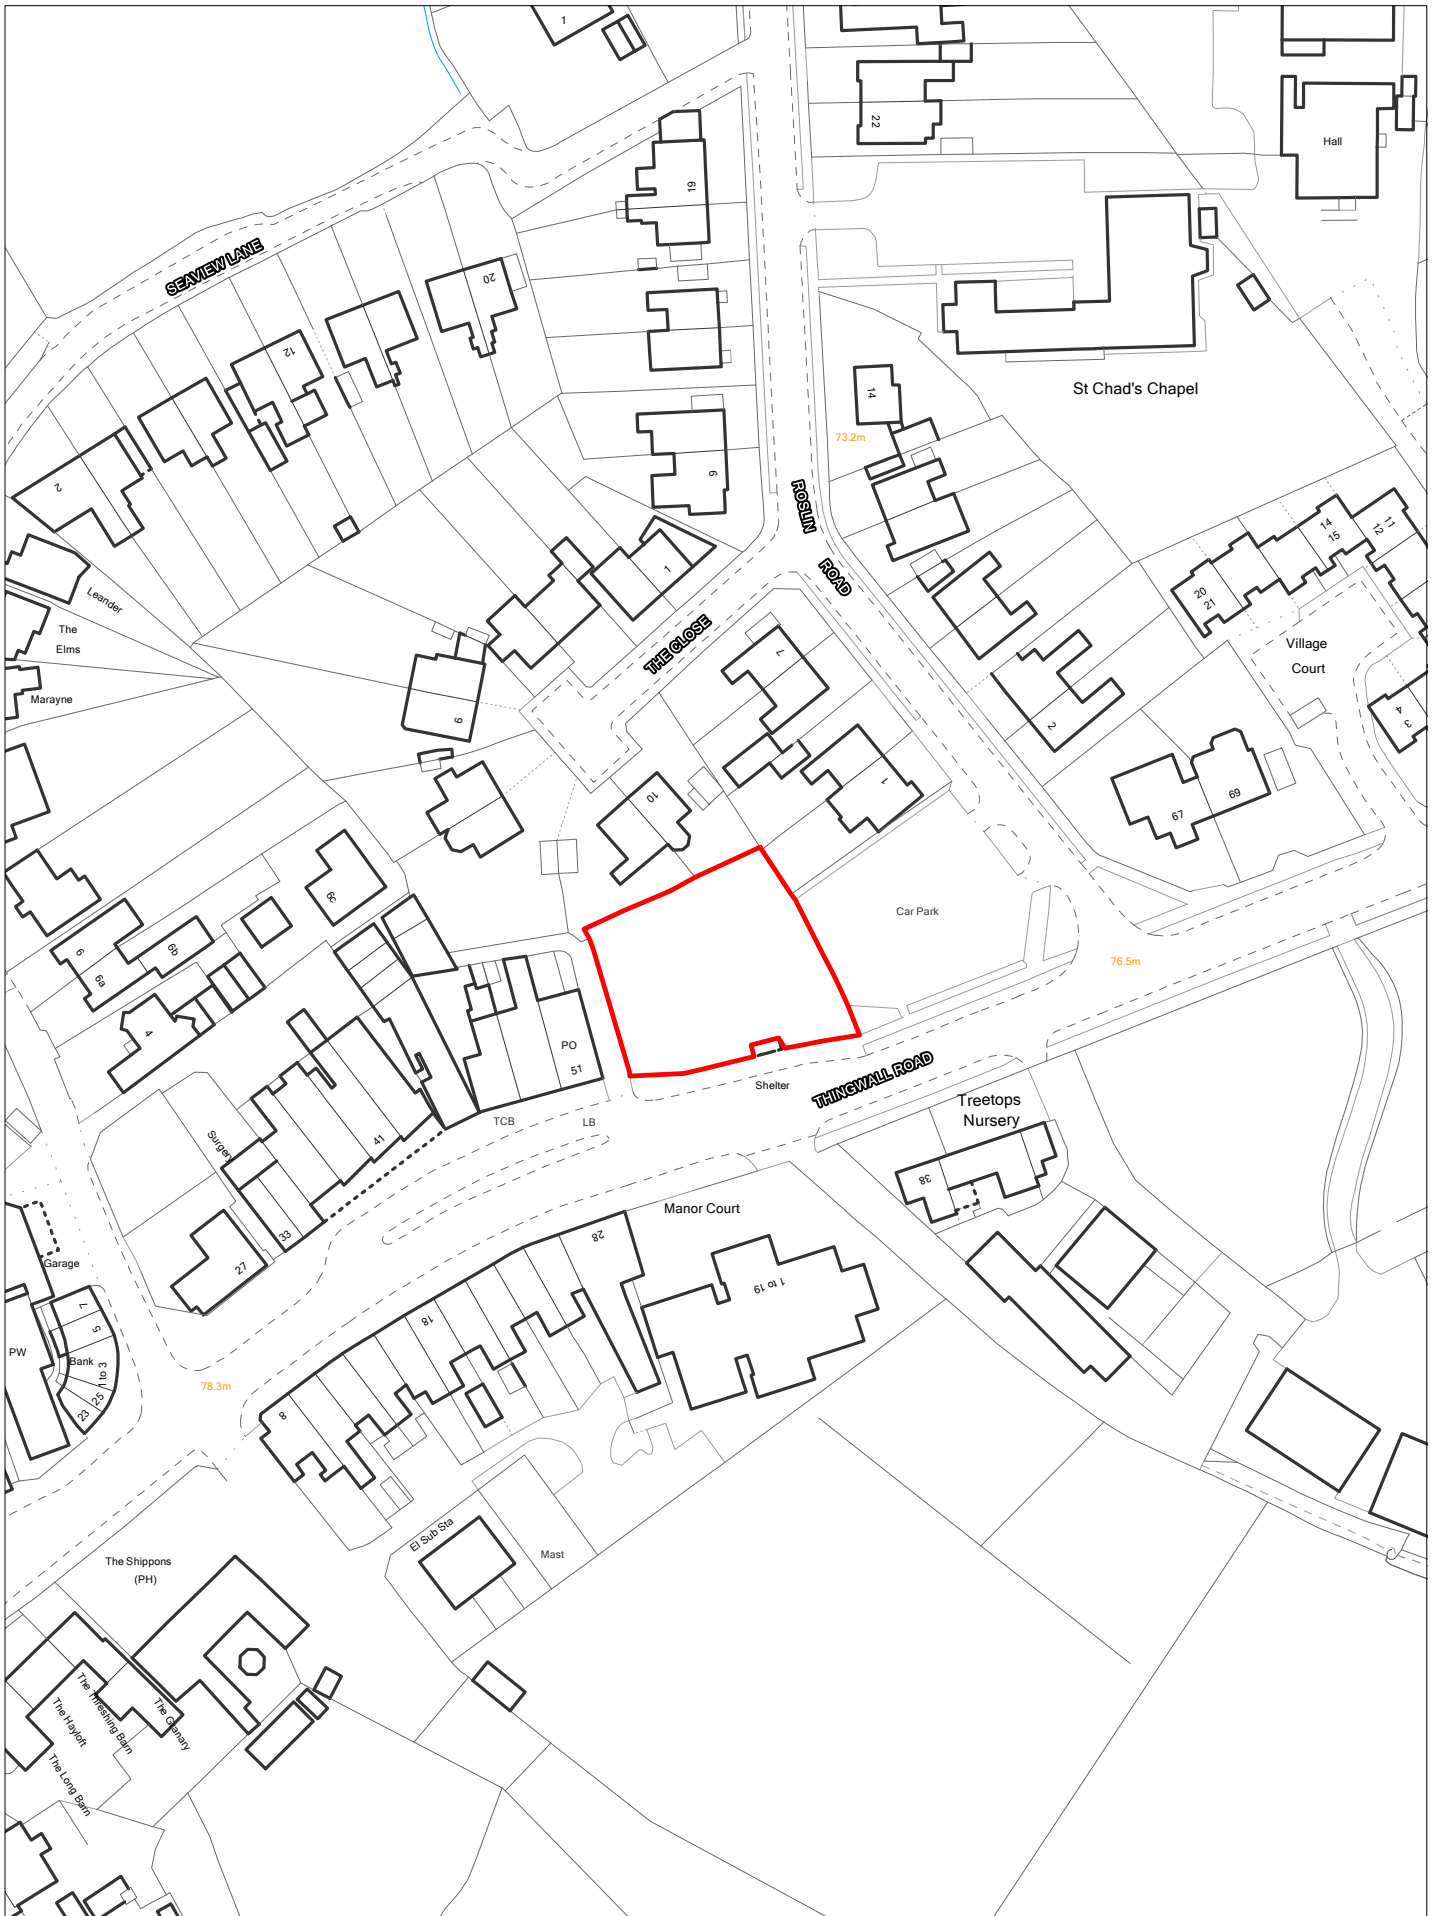 1
22
Hall
19
SEAVIEW LANE
20
12
St Chad's Chapel
14
73.2m
2
9
ROSLIN
ROAD
14
15
11
12
1
20
21
Leander
The
Elms
THE CLOSE
Village
Court
7
Marayne
6
2
3
4
10
1
67
69
6c
Car Park
6
6b
6a
76.5m
4
PO
51
Shelter
THINGWALL ROAD
Treetops
Nursery
TCB
LB
Surgery
41
38
Manor Court
33
28
27
Garage
1 to 19
7
5
18
PW
Bank
1 to 3
78.3m
25
23
8
El Sub Sta
Mast
The Shippons
(PH)
The Threshing Barn
The Hayloft
The Granary
The Long Barn